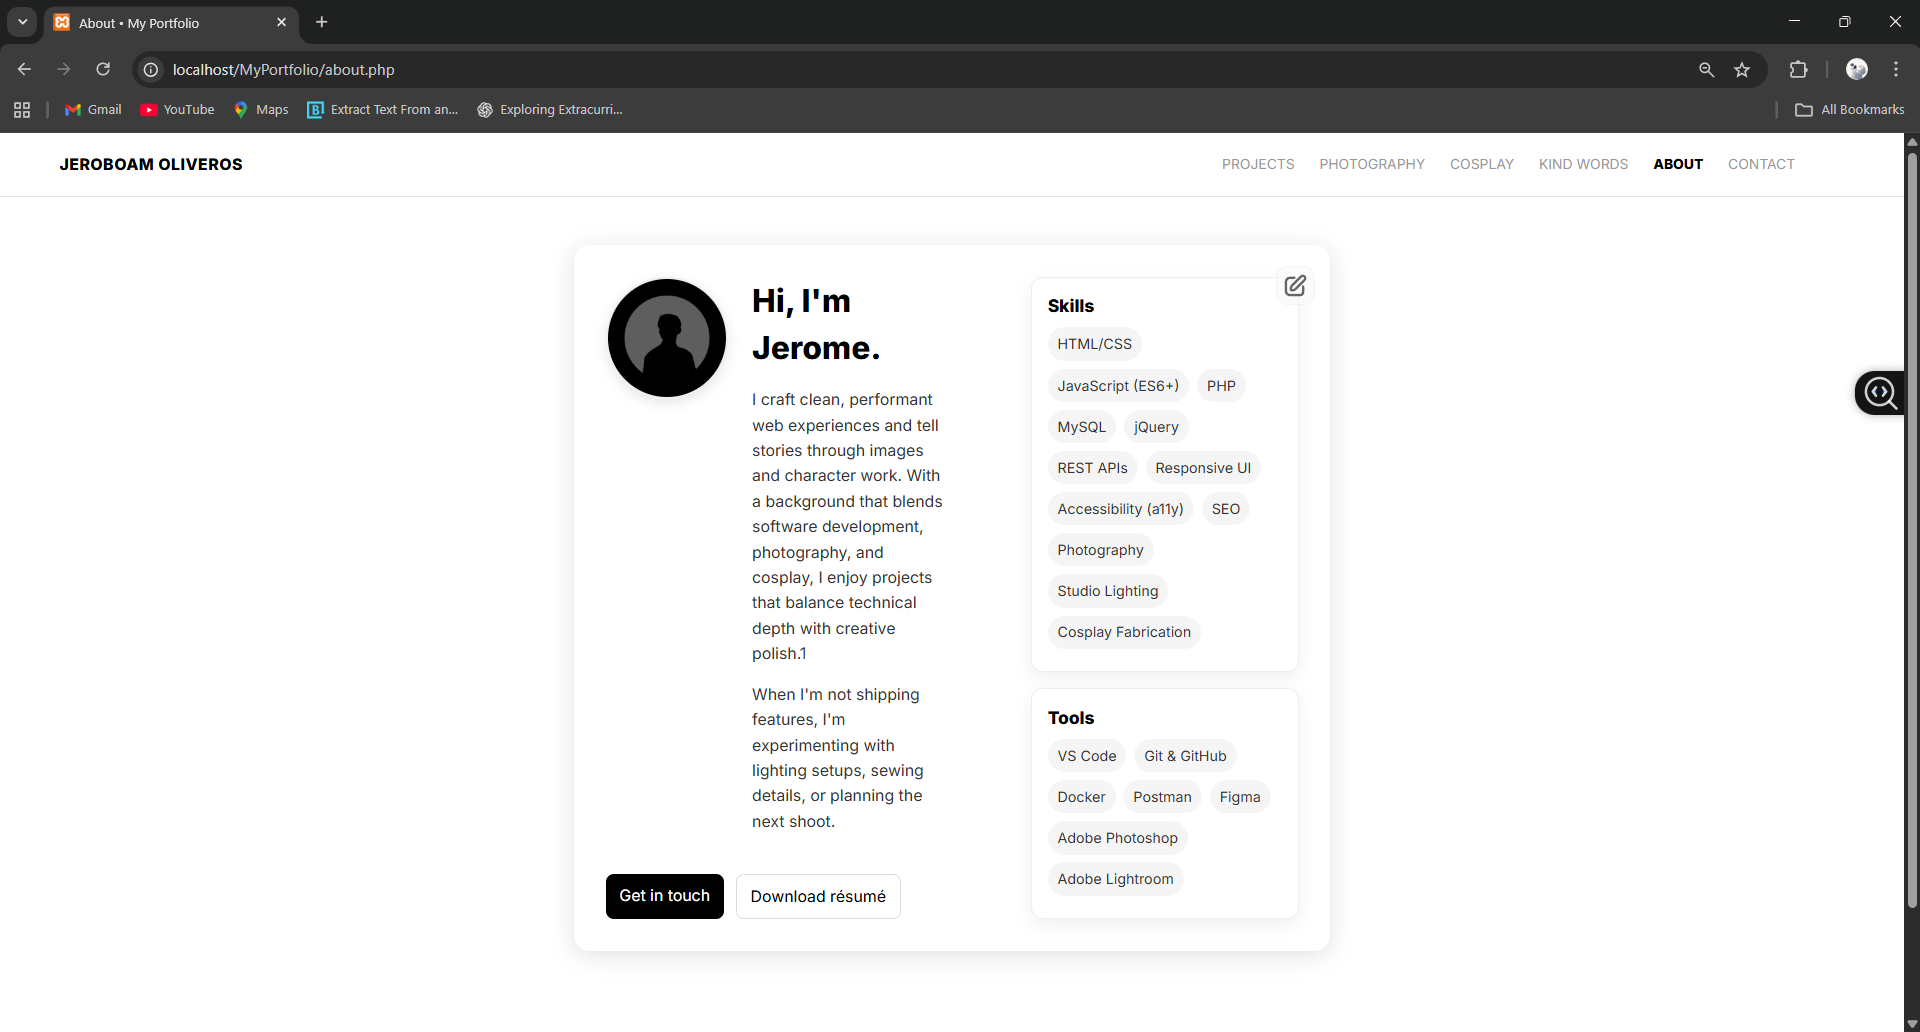 About • My Portfolio
localhost/MyPortfolio/about.php
Gmail
YouTube
Maps
Extract Text From an...
Exploring Extracurri...
All Bookmarks
JEROBOAM OLIVEROS
PROJECTS
PHOTOGRAPHY
COSPLAY
KIND WORDS
ABOUT
CONTACT
Hi, I'm
Jerome.
I craft clean, performant
web experiences and tell
stories through images
and character work. With
a background that blends
software development,
photography, and
cosplay, I enjoy projects
that balance technical
depth with creative
polish.1
When I'm not shipping
features, I'm
experimenting with
lighting setups, sewing
details, or planning the
next shoot.
Get in touch
Download résumé
Skills
HTML/CSS
JavaScript (ES6+) PHP
MySQL jQuery
REST APIs Responsive UI
Accessibility (a11y) SEO
Photography
Studio Lighting
Cosplay Fabrication
Tools
VS Code Git & GitHub
Docker Postman Figma
Adobe Photoshop
Adobe Lightroom